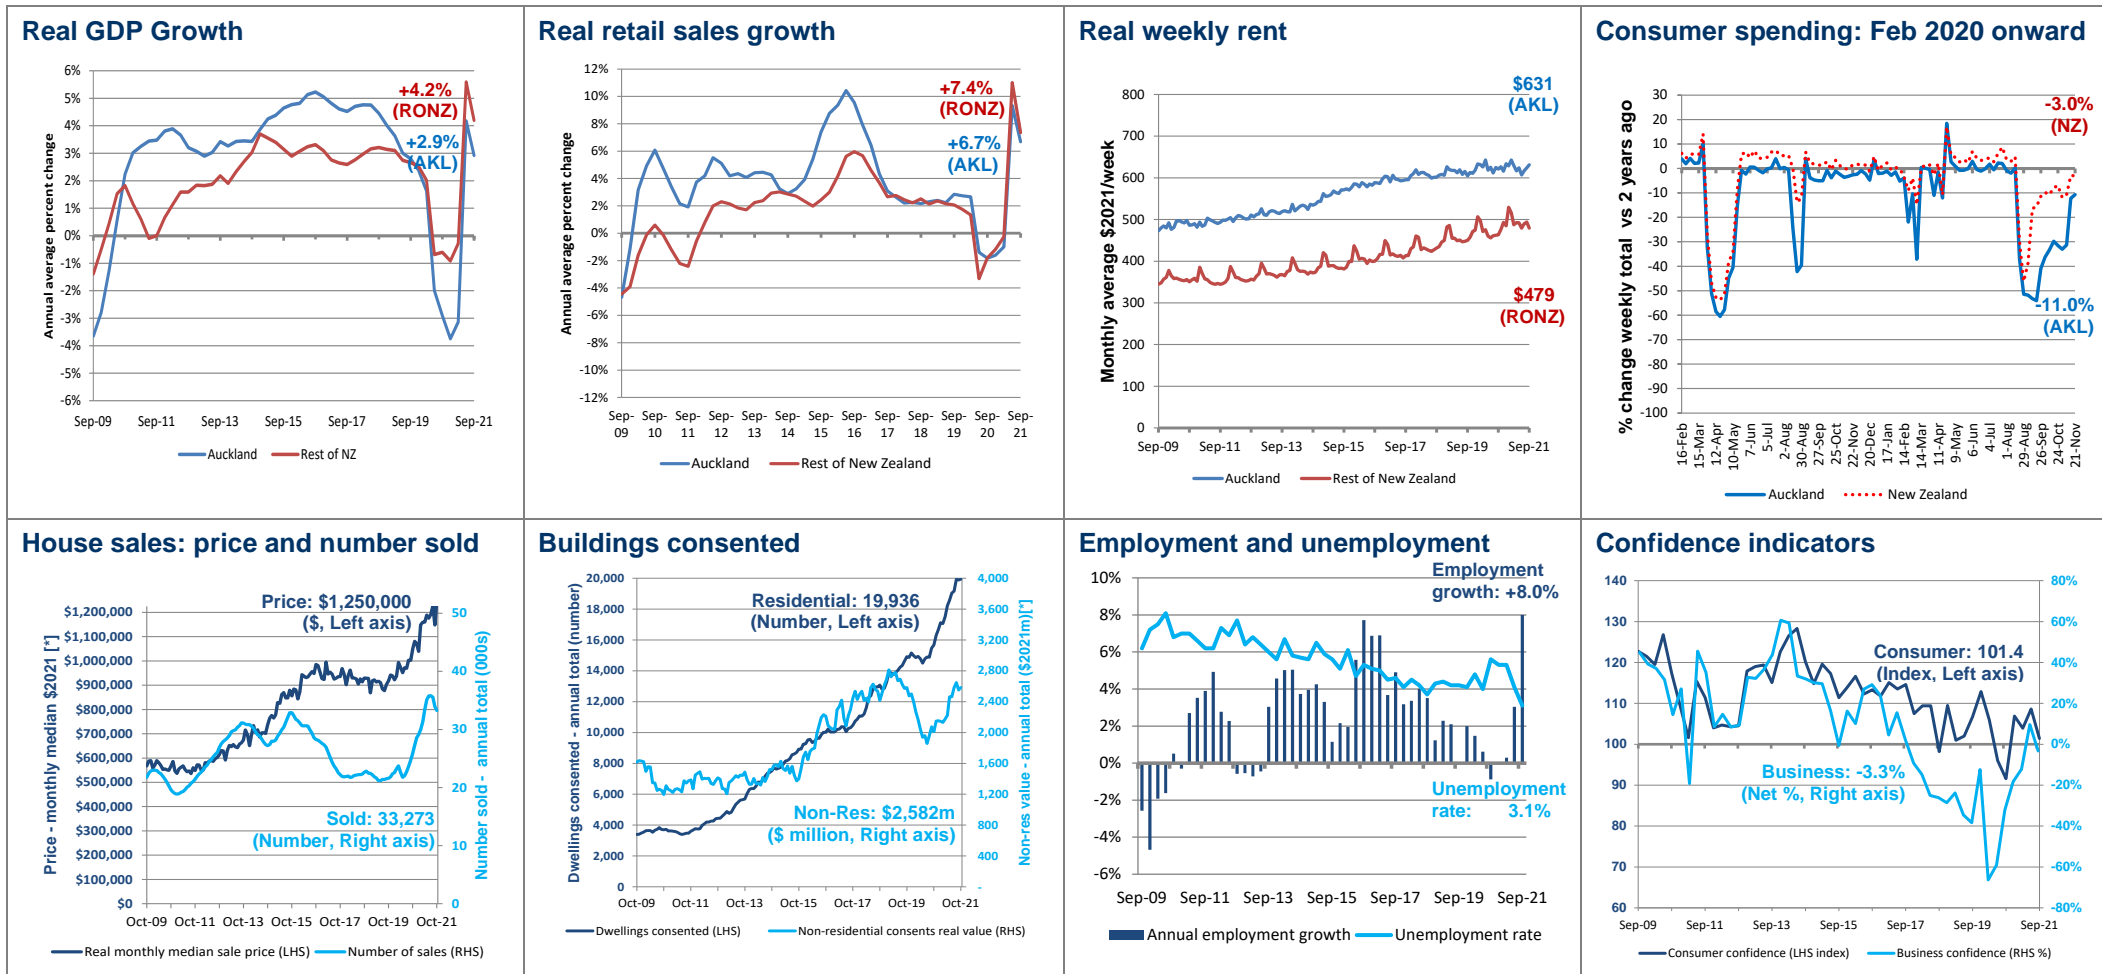 Real GDP Growth
Annual average percent change
6%
5%
4%
3%
2%
1%
0%
-1%
-2%
-3%
-4%
-5%
-6%
+4.2%
(RONZ)
+2.9%
(AKL)
Sep-09 Sep-11 Sep-13 Sep-15 Sep-17 Sep-19 Sep-21
Auckland Rest of NZ
Real retail sales growth
Annual average percent change
12%
10%
8%
6%
4%
2%
0%
-2%
-4%
-6%
-8%
-10%
-12%
+7.4%
(RONZ)
+6.7%
(AKL)
Sep- Sep- Sep- Sep- Sep- Sep- Sep- Sep- Sep- Sep- Sep- Sep- Sep-
09 10 11 12 13 14 15 16 17 18 19 20 21
Auckland Rest of New Zealand
Real weekly rent
Monthly average $2021/week
800
700
600
500
400
300
200
100
0
$631
(AKL)
$479
(RONZ)
Sep-09 Sep-11 Sep-13 Sep-15 Sep-17 Sep-19 Sep-21
Auckland Rest of New Zealand
Consumer spending: Feb 2020 onward
% change weekly total vs 2 years ago
30
20
10
0
-10
-20
-30
-40
-50
-60
-70
-80
-90
-100
-3.0%
(NZ)
-11.0%
(AKL)
16-Feb
15-Mar
12-Apr
10-May
7-Jun
5-Jul
2-Aug
30-Aug
27-Sep
25-Oct
22-Nov
20-Dec
17-Jan
14-Feb
14-Mar
11-Apr
9-May
6-Jun
4-Jul
1-Aug
29-Aug
26-Sep
24-Oct
21-Nov
Auckland New Zealand
House sales: price and number sold
Price - monthly median $2021 [*]
$1,200,000
$1,100,000
$1,000,000
$900,000
$800,000
$700,000
$600,000
$500,000
$400,000
$300,000
$200,000
$100,000
$0
Price: $1,250,000
($, Left axis)
Sold: 33,273
(Number, Right axis)
50
40
30
20
10
0
Number sold - annual total (000s)
Oct-09 Oct-11 Oct-13 Oct-15 Oct-17 Oct-19 Oct-21
Real monthly median sale price (LHS) Number of sales (RHS)
Buildings consented
Dwellings consented - annual total (number)
20,000
18,000
16,000
14,000
12,000
10,000
8,000
6,000
4,000
2,000
0
Residential: 19,936
(Number, Left axis)
Non-Res: $2,582m
($ million, Right axis)
4,000
3,600
3,200
2,800
2,400
2,000
1,600
1,200
800
400
-
Non-res value - annual total ($2021m)[*]
Oct-09 Oct-11 Oct-13 Oct-15 Oct-17 Oct-19 Oct-21
Dwellings consented (LHS) Non-residential consents real value (RHS)
Employment and unemployment
10%
8%
6%
4%
2%
0%
-2%
-4%
-6%
Employment
growth: +8.0%
Unemployment
rate: 3.1%
Sep-09 Sep-11 Sep-13 Sep-15 Sep-17 Sep-19 Sep-21
Annual employment growth Unemployment rate
Confidence indicators
140
130
120
110
100
90
80
70
60
Consumer: 101.4
(Index, Left axis)
Business: -3.3%
(Net %, Right axis)
80%
60%
40%
20%
0%
-20%
-40%
-60%
-80%
Sep-09 Sep-11 Sep-13 Sep-15 Sep-17 Sep-19 Sep-21
Consumer confidence (LHS index) Business confidence (RHS %)